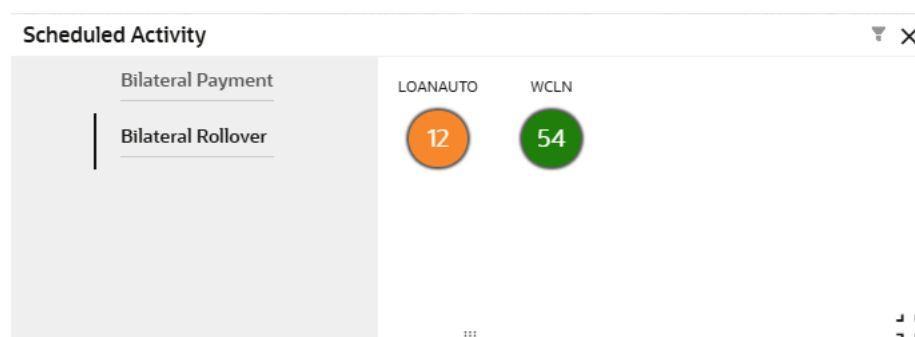 Scheduled Activity
Bilateral Payment
Bilateral Rollover
LOANAUTO WCLN
12 54